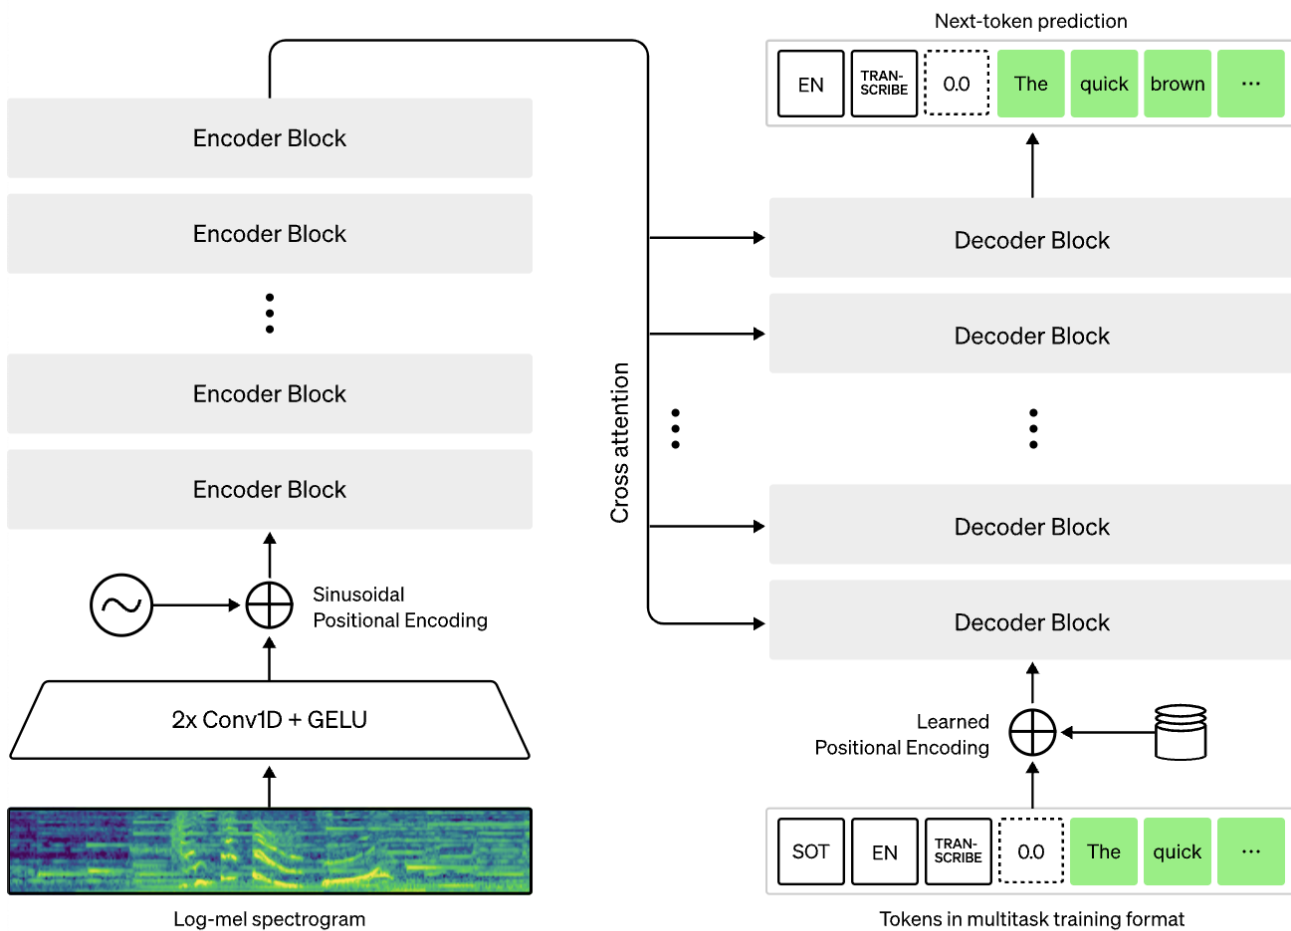 Next-token prediction
EN
TRAN-
SCRIBE
0.0
The
quick
brown
...
Encoder Block
Encoder Block
Encoder Block
Encoder Block
Sinusoidal
Positional Encoding
2x Conv1D + GELU
Log-mel spectrogram
Cross attention
Decoder Block
Decoder Block
Decoder Block
Decoder Block
Learned
Positional Encoding
SOT
EN
TRAN-
SCRIBE
0.0
The
quick
...
Tokens in multitask training format